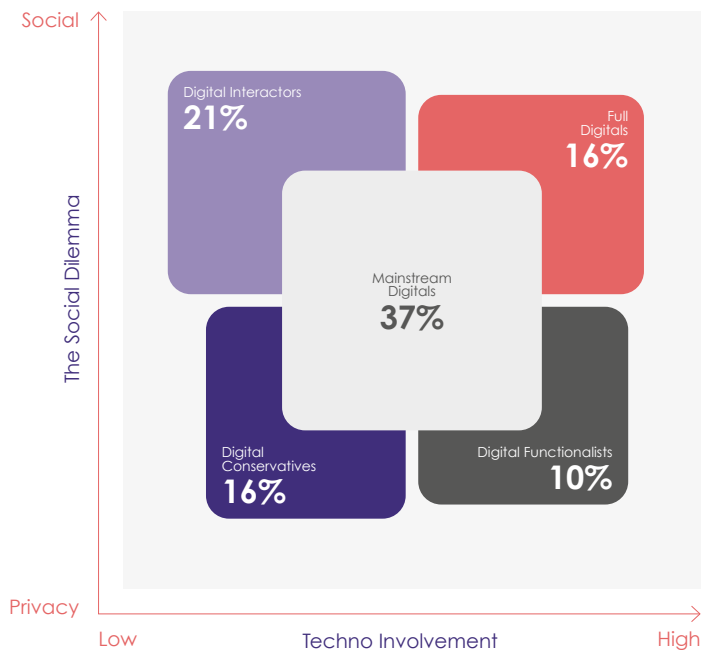 Social
Digital Interactors
21%
Full
Digitals
16%
The Social Dilemma
Mainstream
Digitals
37%
Digital
Conservatives
16%
Digital Functionalists
10%
Privacy
Low
Techno Involvement
High